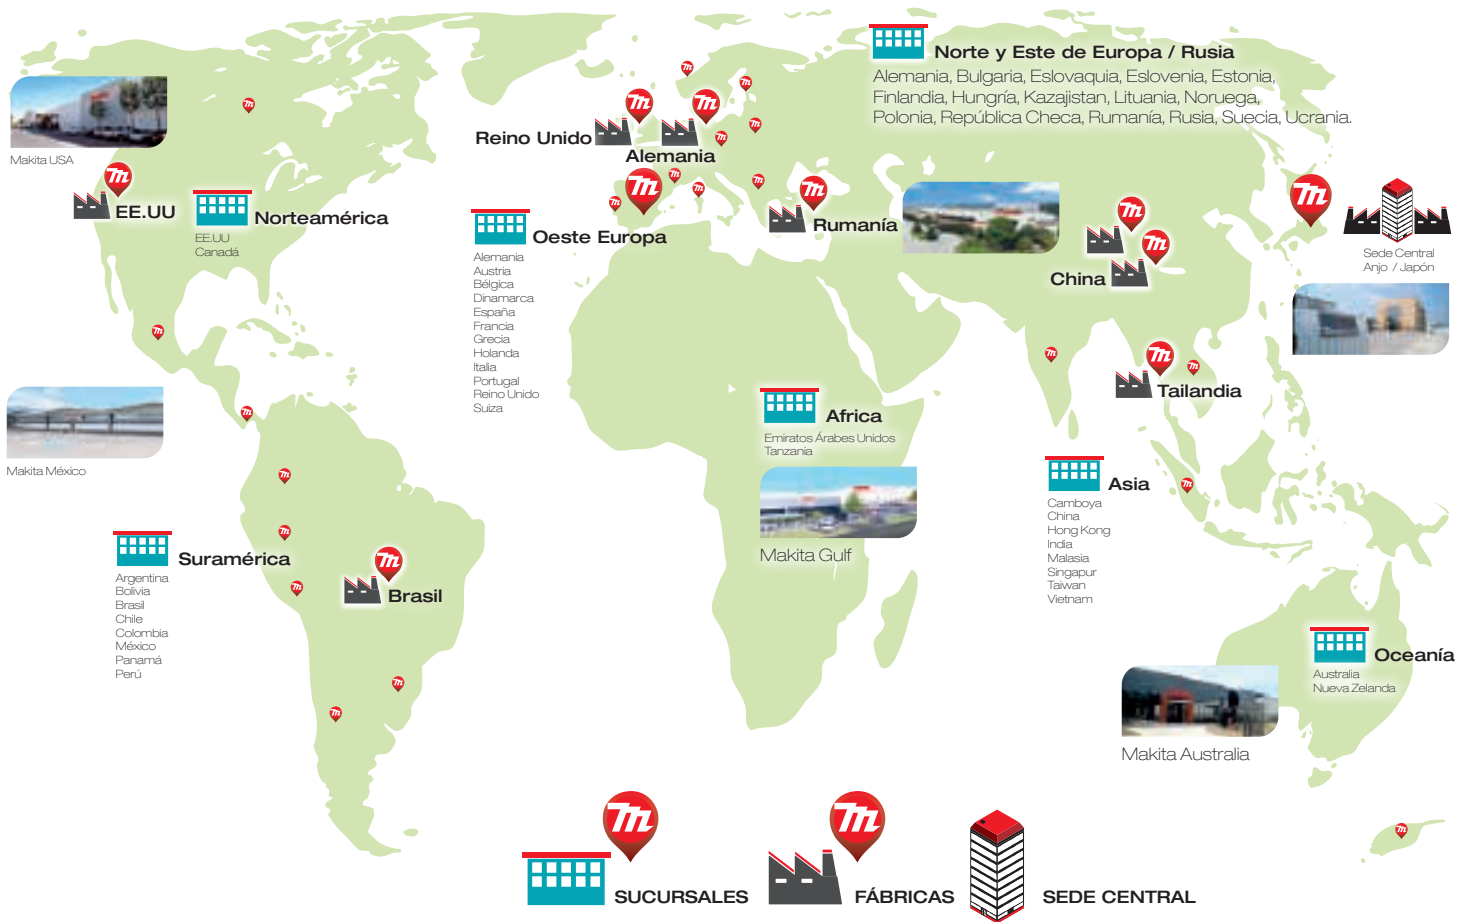 Norte y Este de Europa / Rusia
Alemania, Bulgaria, Eslovaquia, Eslovenia, Estonia,
Finlandia, Hungría, Kazajistan, Lituania, Noruega,
Polonia, República Checa, Rumanía, Rusia, Suecia, Ucrania.
Makita USA
Reino Unido
Alemania
EE.UU
Norteamérica
EE.UU
Canadá
Oeste Europa
Alemania
Austria
Bélgica
Dinamarca
España
Francia
Grecia
Holanda
Italia
Portugal
Reino Unido
Suiza
Rumanía
China
Sede Central
Anjo / Japón
Tailandia
Makita México
Africa
Emiratos Árabes Unidos
Tanzania
Makita Gulf
Asia
Camboya
China
Hong Kong
India
Malasia
Singapur
Taiwan
Vietnam
Suramérica
Argentina
Bolivia
Brasil
Chile
Colombia
México
Panamá
Perú
Brasil
Oceanía
Australia
Nueva Zelanda
Makita Australia
SUCURSALES
FÁBRICAS
SEDE CENTRAL